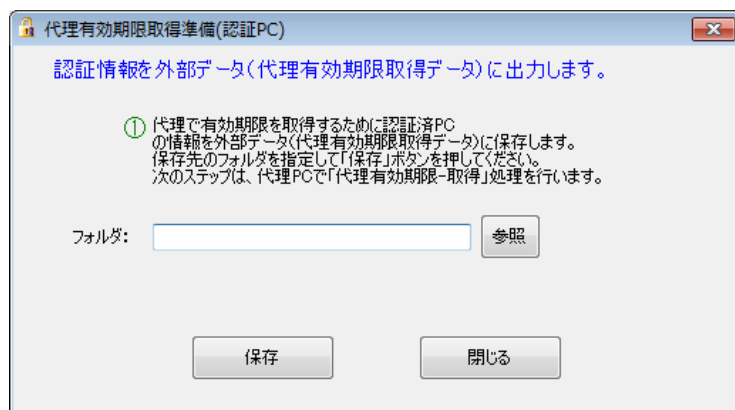 代理有効期限取得準備(認証PC)
認証情報を外部データ(代理有効期限取得データ)に出力します。
① 代理で有効期限を取得するために認証済PC
の情報を外部データ(代理有効期限取得データ)に保存します。
保存先のフォルダを指定して「保存」ボタンを押してください。
次のステップは、代理PCで「代理有効期限-取得」処理を行います。
フォルダ: 参照
保存 閉じる